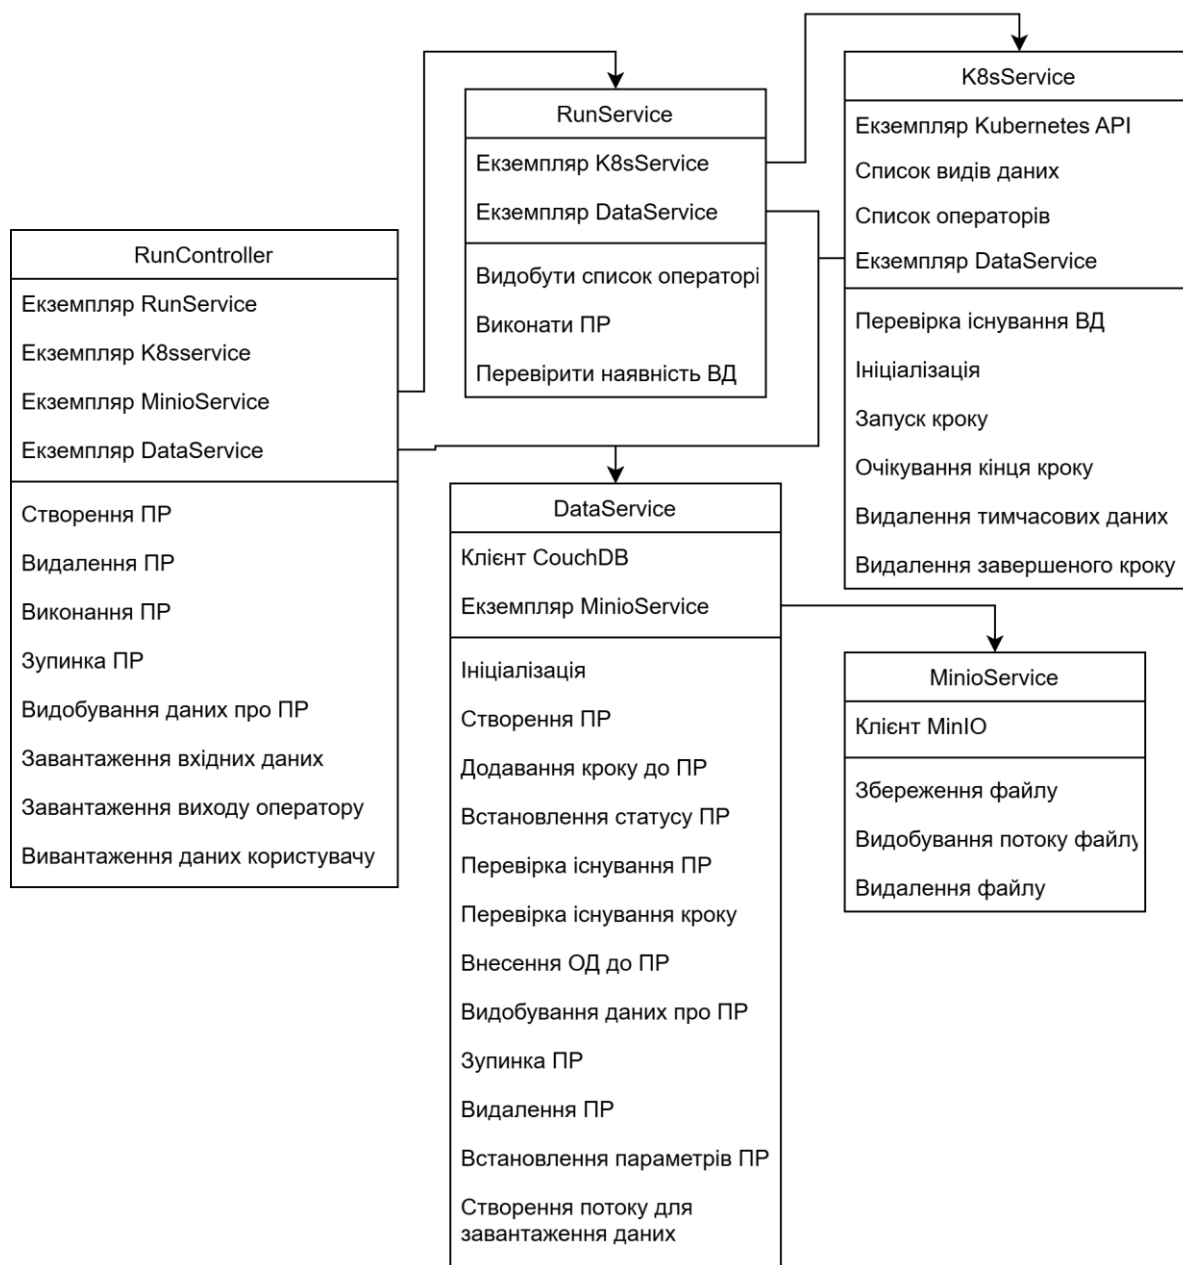 RunController
Екземпляр RunService
Екземпляр K8sservice
Екземпляр MinioService
Екземпляр DataService
Створення ПР
Видалення ПР
Виконання ПР
Зупинка ПР
Видобування даних про ПР
Завантаження вхідних даних
Завантаження виходу оператору
Вивантаження даних користувачу
RunService
Екземпляр K8sService
Екземпляр DataService
Видобути список операторі
Виконати ПР
Перевірити наявність ВД
K8sService
Екземпляр Kubernetes API
Список видів даних
Список операторів
Екземпляр DataService
Перевірка існування ВД
Ініціалізація
Запуск кроку
Очікування кінця кроку
Видалення тимчасових даних
Видалення завершеного кроку
DataService
Клієнт CouchDB
Екземпляр MinioService
Ініціалізація
Створення ПР
Додавання кроку до ПР
Встановлення статусу ПР
Перевірка існування ПР
Перевірка існування кроку
Внесення ОД до ПР
Видобування даних про ПР
Зупинка ПР
Видалення ПР
Встановлення параметрів ПР
Створення потоку для
завантаження даних
MinioService
Клієнт MinIO
Збереження файлу
Видобування потоку файлу
Видалення файлу